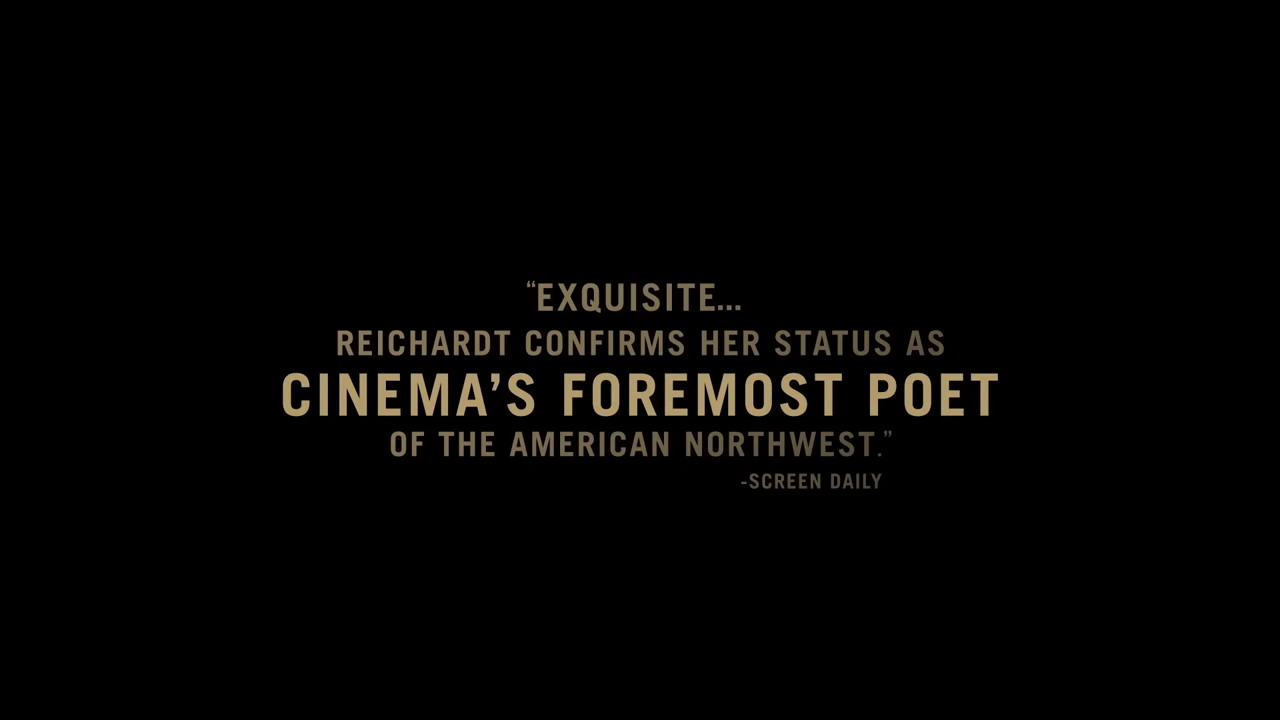 “EXQUISITE...
REICHARDT CONFIRMS HER STATUS AS
CINEMA’S FOREMOST POET
OF THE AMERICAN NORTHWEST.”
-SCREEN DAILY